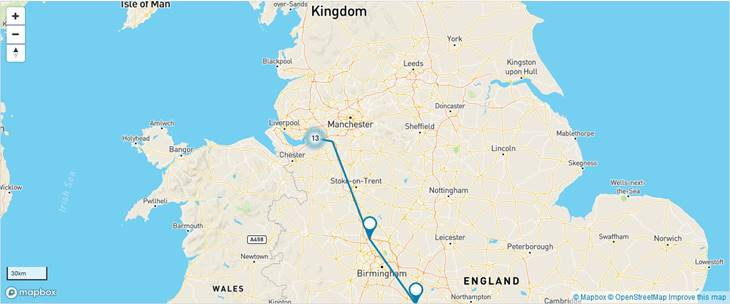 Isle of Man
over-Sands
Kingdom
+
−
York
Blackpool
Leeds
Kingston
upon Hull
Doncaster
Liverpool
Manchester
Sheffield
Mablethorpe
13
Amlwch
Holyhead
Bangor
Chester
Lincoln
Skegness
Irish Sea
Stoke-on-Trent
Nottingham
Wells-next-
the-Sea
Wicklow
Pwllheli
Barmouth
A458
Newtown
Leicester
Peterborough
Swaffham
Norwich
Lowestoft
30km
Birmingham
ENGLAND
WALES
Northampton
Cambridge
mapbox
© Mapbox © OpenStreetMap Improve this map